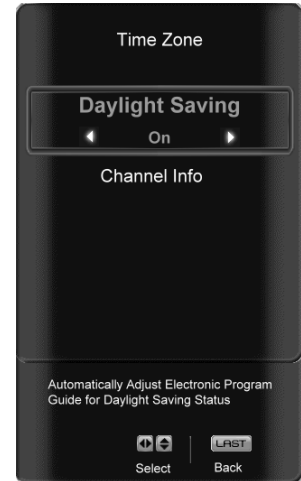 Time Zone
Daylight Saving
On
Channel Info
Automatically Adjust Electronic Program
Guide for Daylight Saving Status
LAST
Select Back